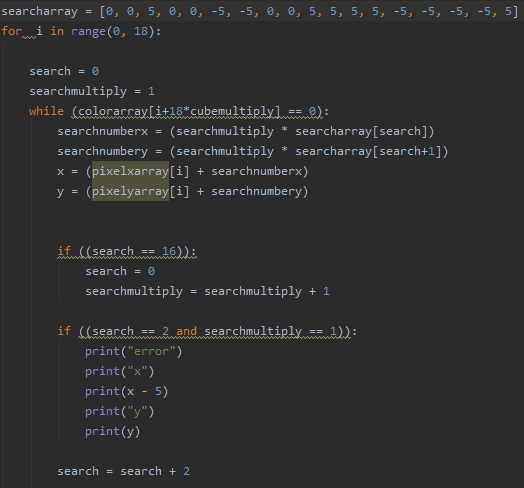 searcharray = [0, 0, 5, 0, 0, -5, -5, 0, 0, 5, 5, 5, 5, -5, -5, -5, -5, 5]
for i in range(0, 18):
search = 0
searchmultiply = 1
while (colorarray[i+18*cubemultiply] == 0):
searchnumberx = (searchmultiply * searcharray[search])
searchnumbery = (searchmultiply * searcharray[search+1])
x = (pixelxarray[i] + searchnumberx)
y = (pixelyarray[i] + searchnumbery)
if ((search == 16)):
search = 0
searchmultiply = searchmultiply + 1
if ((search == 2 and searchmultiply == 1)):
print("error")
print("x")
print(x - 5)
print("y")
print(y)
search = search + 2